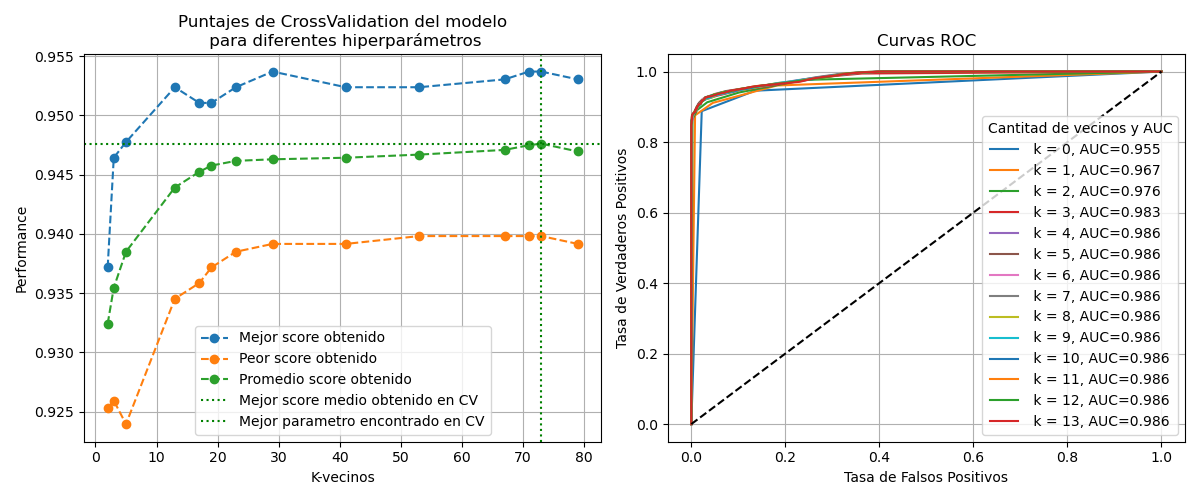 Puntajes de CrossValidation del modelo
para diferentes hiperparámetros
0.955
0.950
0.945
0.940
0.935
0.930
0.925
Performance
0
10
20
30
40
50
60
70
80
K-vecinos
Mejor score obtenido
Peor score obtenido
Promedio score obtenido
Mejor score medio obtenido en CV
Mejor parametro encontrado en CV
Curvas ROC
1.0
0.8
0.6
0.4
0.2
0.0
Tasa de Verdaderos Positivos
0.0
0.2
0.4
0.6
0.8
1.0
Tasa de Falsos Positivos
Cantidad de vecinos y AUC
k = 0, AUC=0.955
k = 1, AUC=0.967
k = 2, AUC=0.976
k = 3, AUC=0.983
k = 4, AUC=0.986
k = 5, AUC=0.986
k = 6, AUC=0.986
k = 7, AUC=0.986
k = 8, AUC=0.986
k = 9, AUC=0.986
k = 10, AUC=0.986
k = 11, AUC=0.986
k = 12, AUC=0.986
k = 13, AUC=0.986